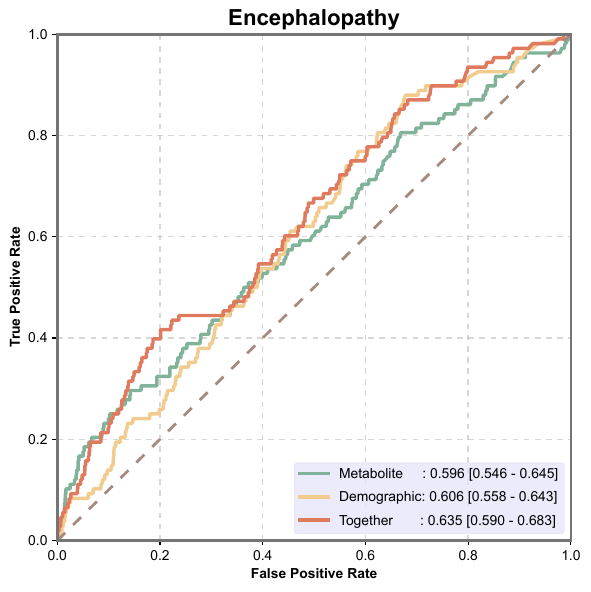 Encephalopathy
True Positive Rate
1.0
0.8
0.6
0.4
0.2
0.0
0.0 0.2 0.4 0.6 0.8 1.0
False Positive Rate
Metabolite : 0.596 [0.546 - 0.645]
Demographic: 0.606 [0.558 - 0.643]
Together : 0.635 [0.590 - 0.683]